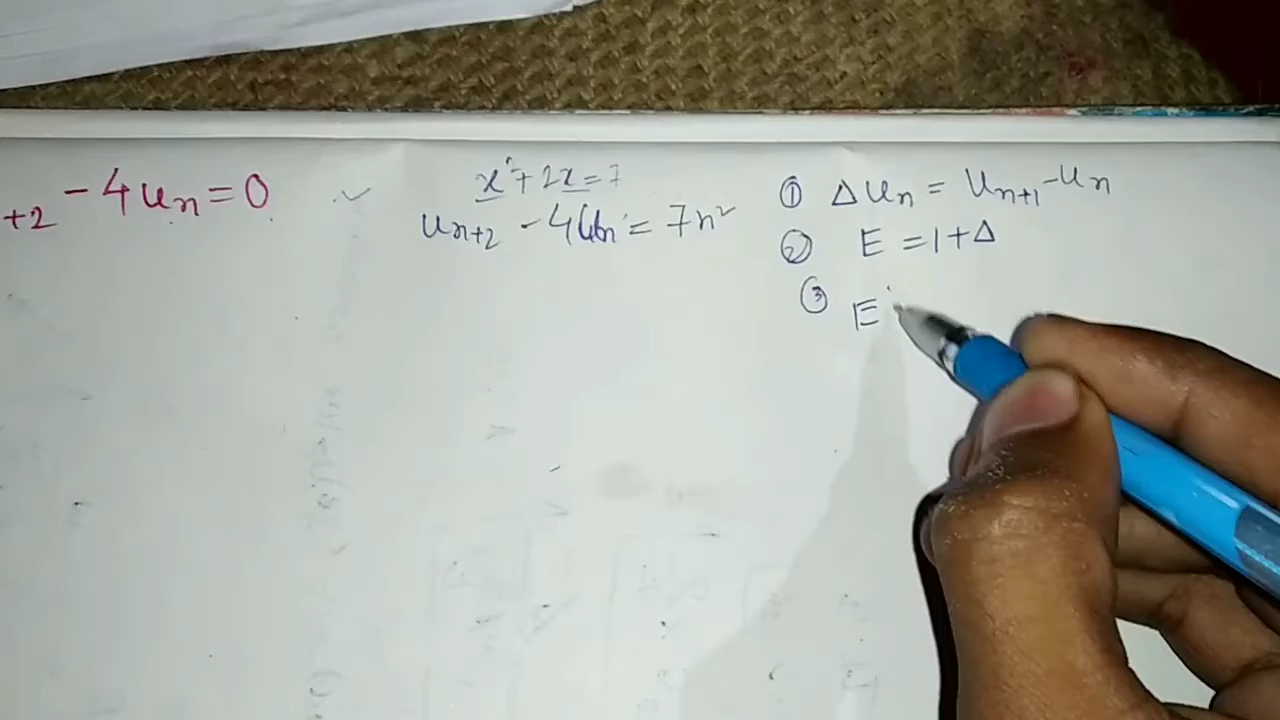 +2 - 4un = 0
x² + 2x = 7
un+2 - 4un = 7n²
① Δun = un+1 - un
② E = 1 + Δ
③ E